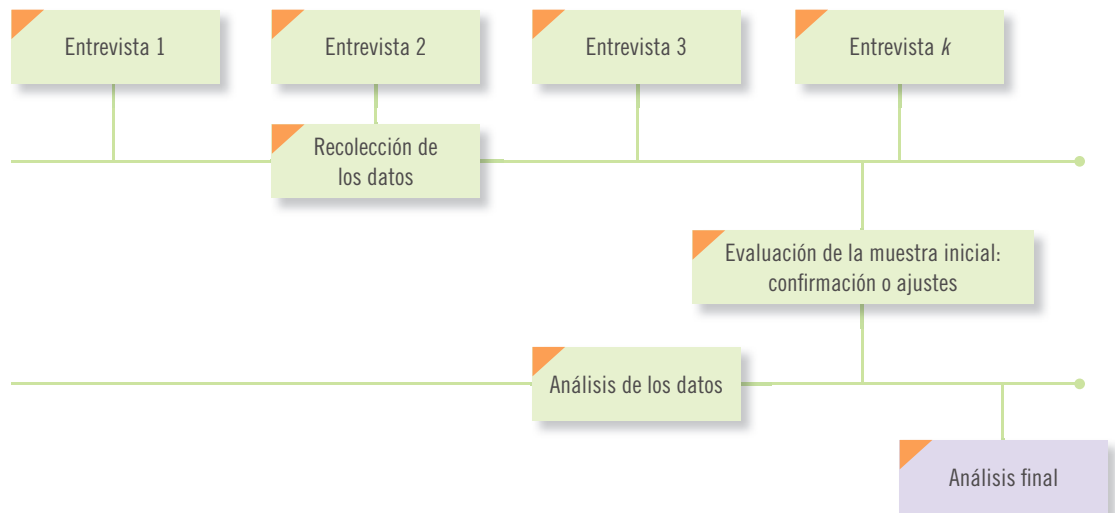 Entrevista 1
Entrevista 2
Entrevista 3
Entrevista k
Recolección de
los datos
Evaluación de la muestra inicial:
confirmación o ajustes
Análisis de los datos
Análisis final